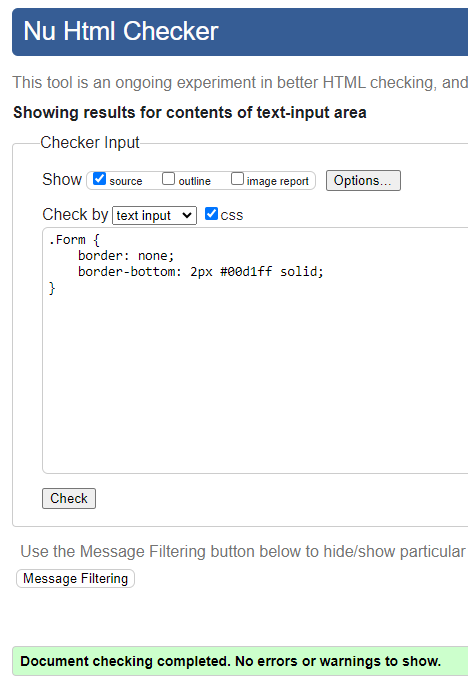 Nu Html Checker
This tool is an ongoing experiment in better HTML checking, and
Showing results for contents of text-input area
Checker Input
Show source outline image report Options...
Check by text input css
.Form {
    border: none;
    border-bottom: 2px #00d1ff solid;
}
Check
Use the Message Filtering button below to hide/show particular
Message Filtering
Document checking completed. No errors or warnings to show.